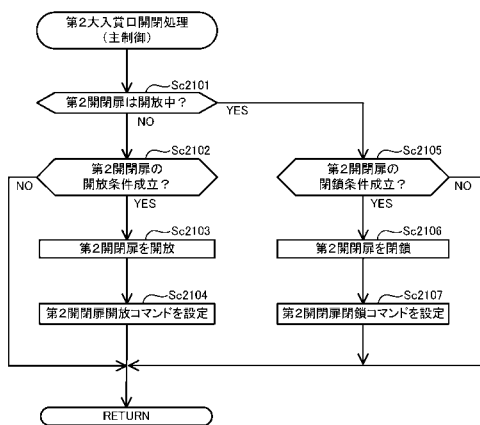 第2大入賞口開閉処理
(主制御)
Sc2101
第2開閉扉は開放中？
YES
NO
Sc2102
第2開閉扉の
開放条件成立？
NO
YES
Sc2105
第2開閉扉の
閉鎖条件成立？
NO
YES
Sc2103
第2開閉扉を開放
Sc2106
第2開閉扉を閉鎖
Sc2104
第2開閉扉開放コマンドを設定
Sc2107
第2開閉扉閉鎖コマンドを設定
RETURN